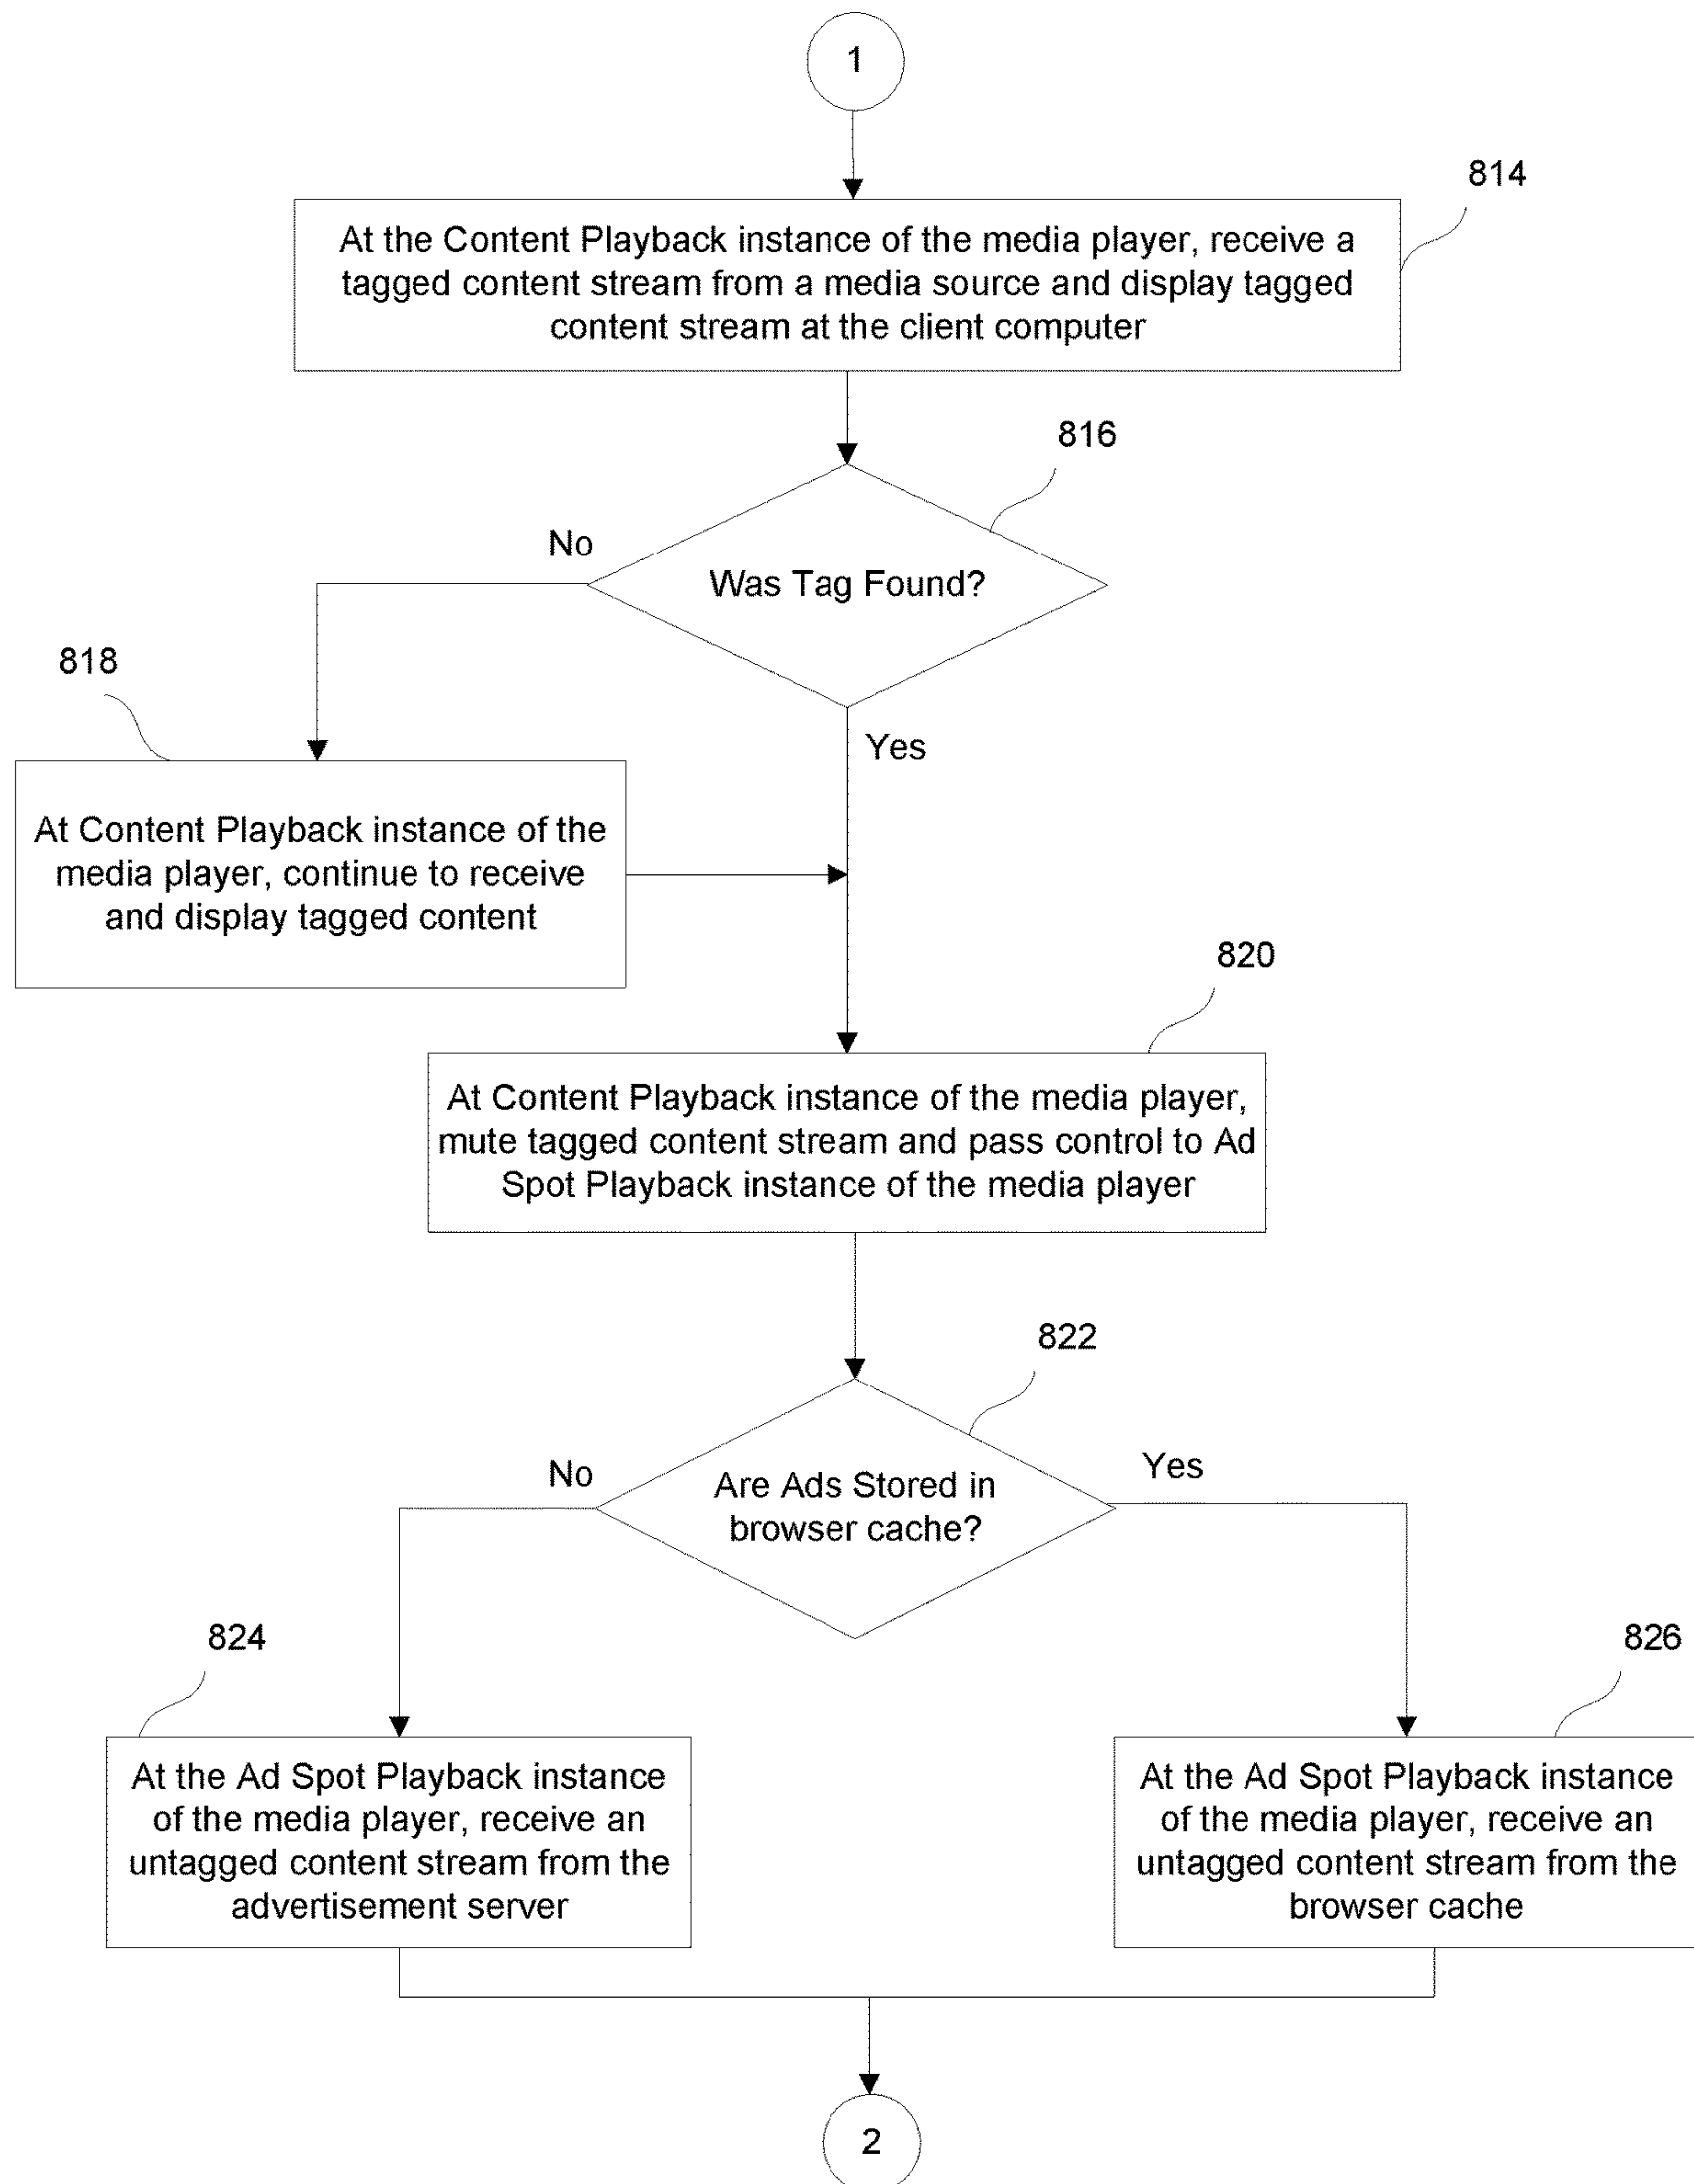 1
814
At the Content Playback instance of the media player, receive a
tagged content stream from a media source and display tagged
content stream at the client computer
816
No
Was Tag Found?
818
Yes
At Content Playback instance of the
media player, continue to receive
and display tagged content
820
At Content Playback instance of the media player,
mute tagged content stream and pass control to Ad
Spot Playback instance of the media player
822
No
Yes
Are Ads Stored in
browser cache?
824
826
At the Ad Spot Playback instance
of the media player, receive an
untagged content stream from the
advertisement server
At the Ad Spot Playback instance
of the media player, receive an
untagged content stream from the
browser cache
2